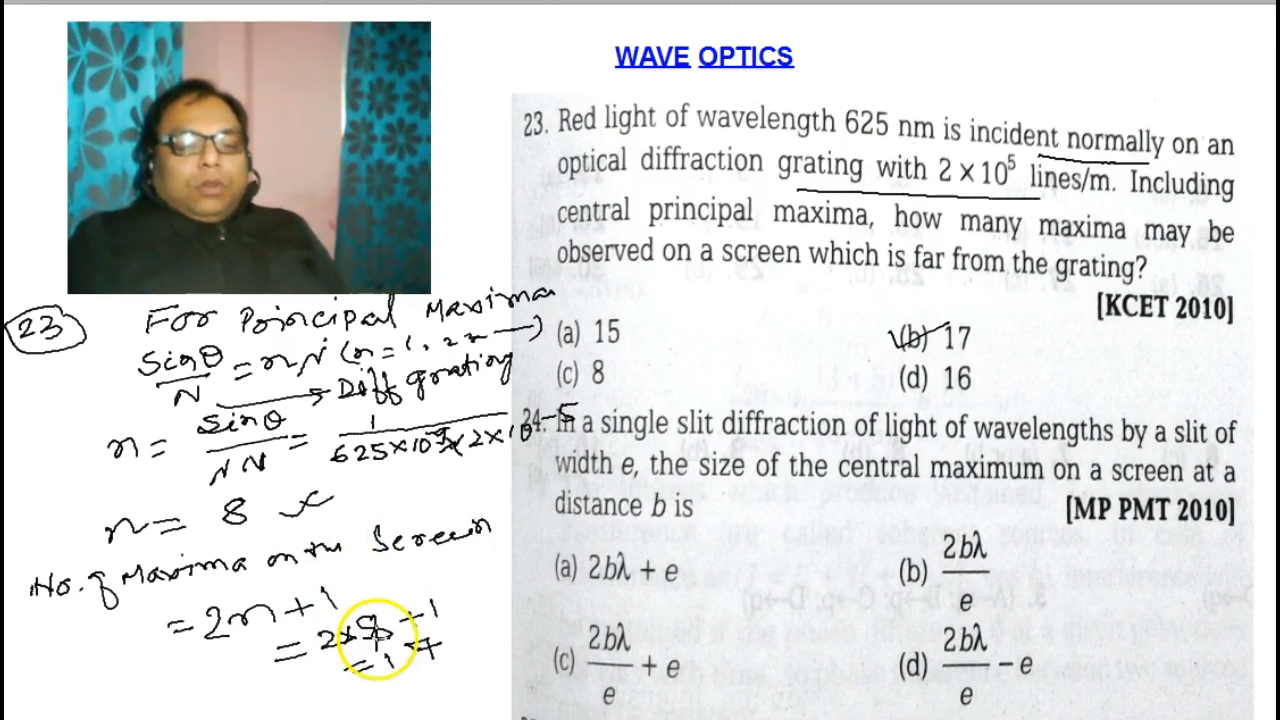 WAVE OPTICS
23. Red light of wavelength 625 nm is incident normally on an
optical diffraction grating with 2 × 10⁵ lines/m. Including
central principal maxima, how many maxima may be
observed on a screen which is far from the grating?
[KCET 2010]
(a) 15 (b) 17
(c) 8 (d) 16
24. In a single slit diffraction of light of wavelengths by a slit of
width e, the size of the central maximum on a screen at a
distance b is
[MP PMT 2010]
(a) 2bλ + e (b) 2bλ/e
(c) 2bλ/e + e (d) 2bλ/e − e
23 For Principal Maxima
Sinθ/N = nλ (n = 1, 2
Diff grating
n = Sinθ/λN = 1/625×10⁻⁹×2×10⁵
n = 8
No. of Maxima on the Screen
= 2n + 1
= 2×8+1
= 17